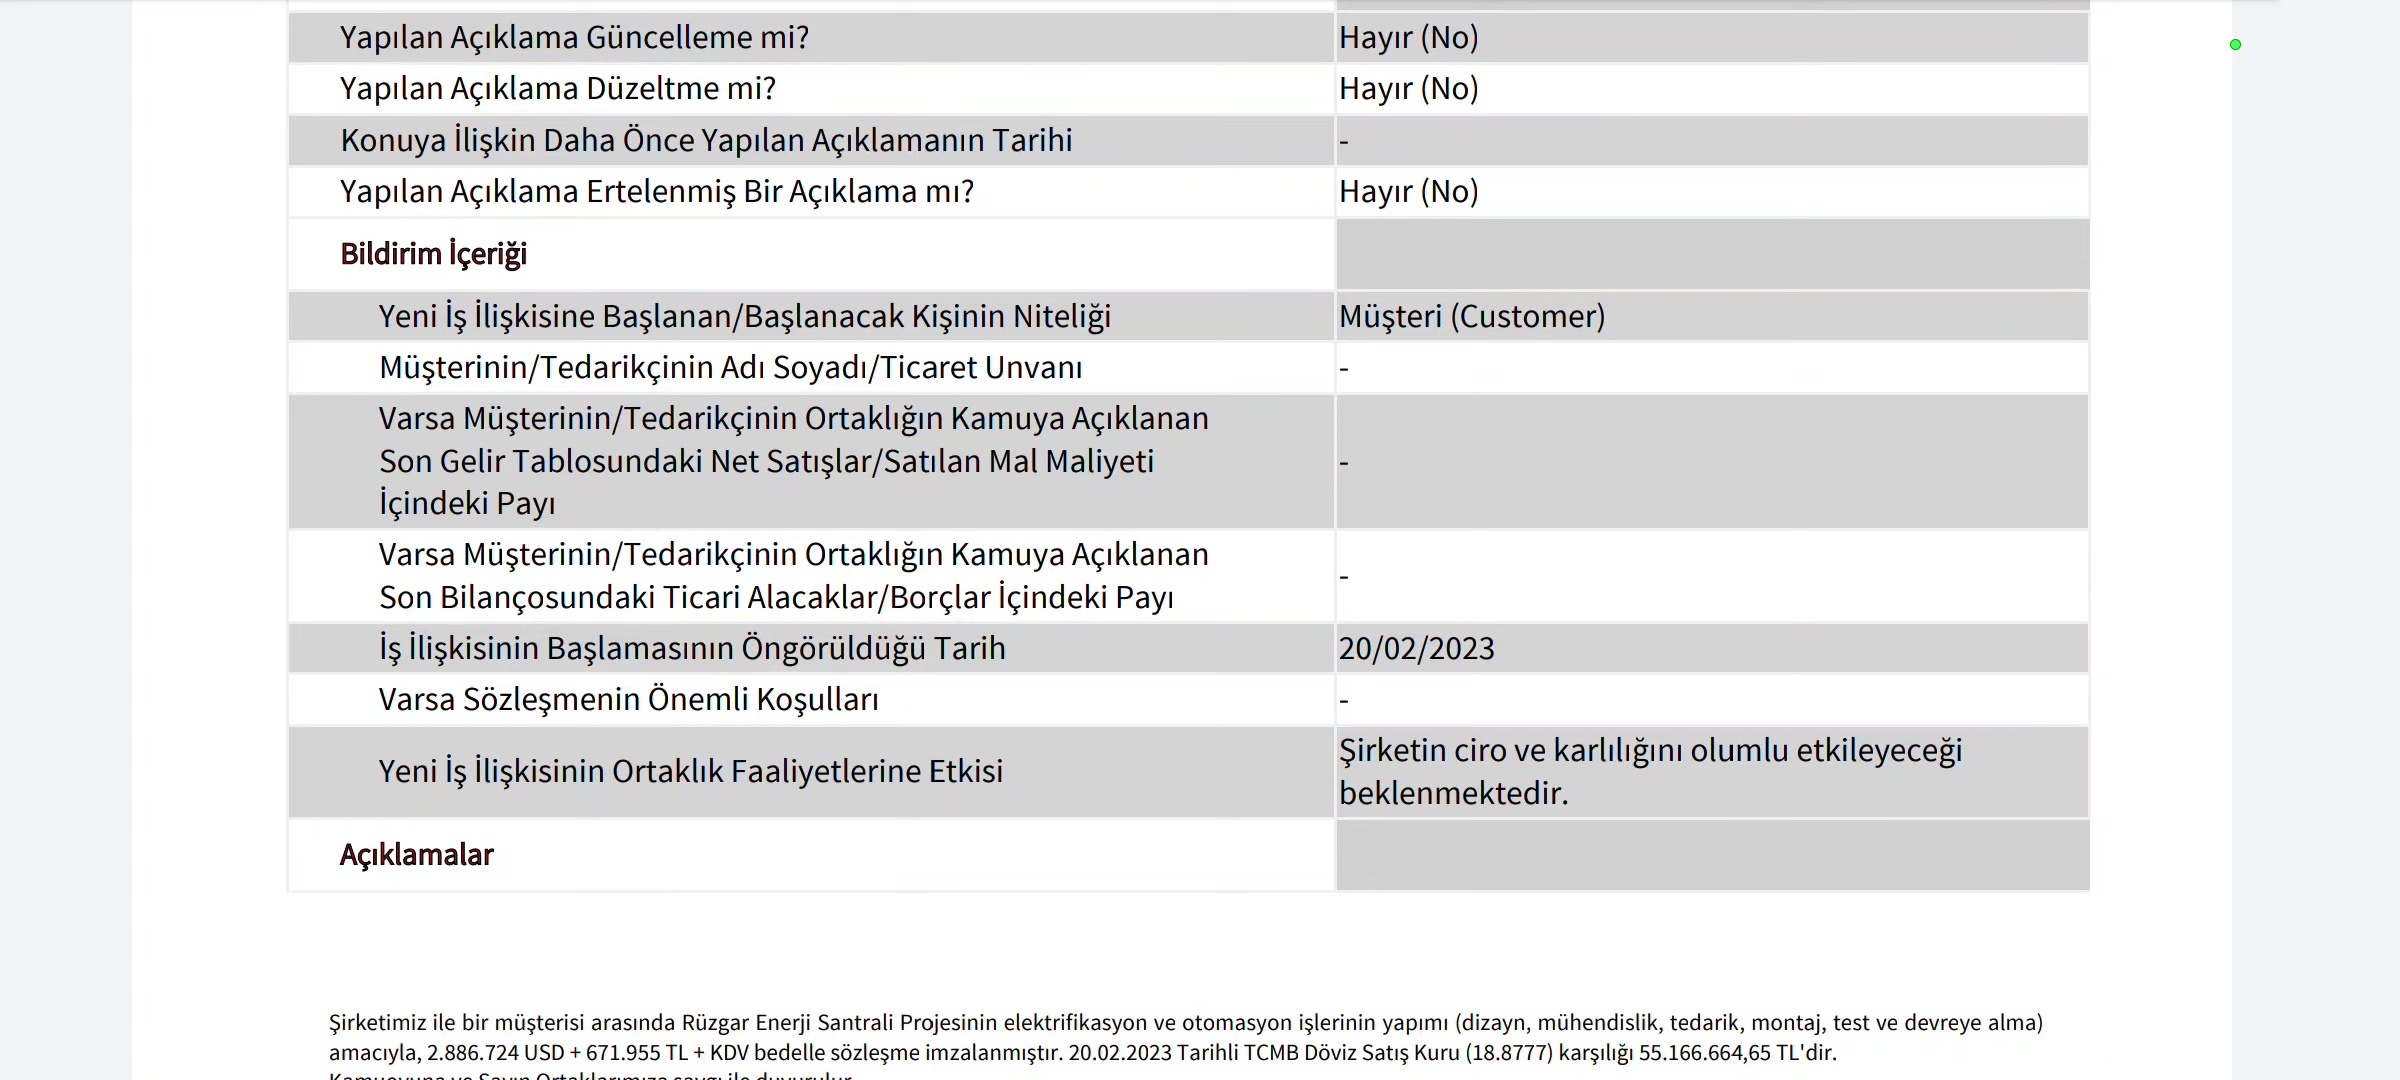 Yapılan Açıklama Güncelleme mi? Hayır (No)
Yapılan Açıklama Düzeltme mi? Hayır (No)
Konuya İlişkin Daha Önce Yapılan Açıklamanın Tarihi -
Yapılan Açıklama Ertelenmiş Bir Açıklama mı? Hayır (No)
Bildirim İçeriği
Yeni İş İlişkisine Başlanan/Başlanacak Kişinin Niteliği Müşteri (Customer)
Müşterinin/Tedarikçinin Adı Soyadı/Ticaret Unvanı -
Varsa Müşterinin/Tedarikçinin Ortaklığın Kamuya Açıklanan
Son Gelir Tablosundaki Net Satışlar/Satılan Mal Maliyeti -
İçindeki Payı
Varsa Müşterinin/Tedarikçinin Ortaklığın Kamuya Açıklanan
Son Bilançosundaki Ticari Alacaklar/Borçlar İçindeki Payı -
İş İlişkisinin Başlamasının Öngörüldüğü Tarih 20/02/2023
Varsa Sözleşmenin Önemli Koşulları -
Yeni İş İlişkisinin Ortaklık Faaliyetlerine Etkisi Şirketin ciro ve karlılığını olumlu etkileyeceği
beklenmektedir.
Açıklamalar
Şirketimiz ile bir müşterisi arasında Rüzgar Enerji Santrali Projesinin elektrifikasyon ve otomasyon işlerinin yapımı (dizayn, mühendislik, tedarik, montaj, test ve devreye alma)
amacıyla, 2.886.724 USD + 671.955 TL + KDV bedelle sözleşme imzalanmıştır. 20.02.2023 Tarihli TCMB Döviz Satış Kuru (18.8777) karşılığı 55.166.664,65 TL'dir.
Kamuoyuna ve Sayın Ortaklarımıza saygı ile duyurulur.